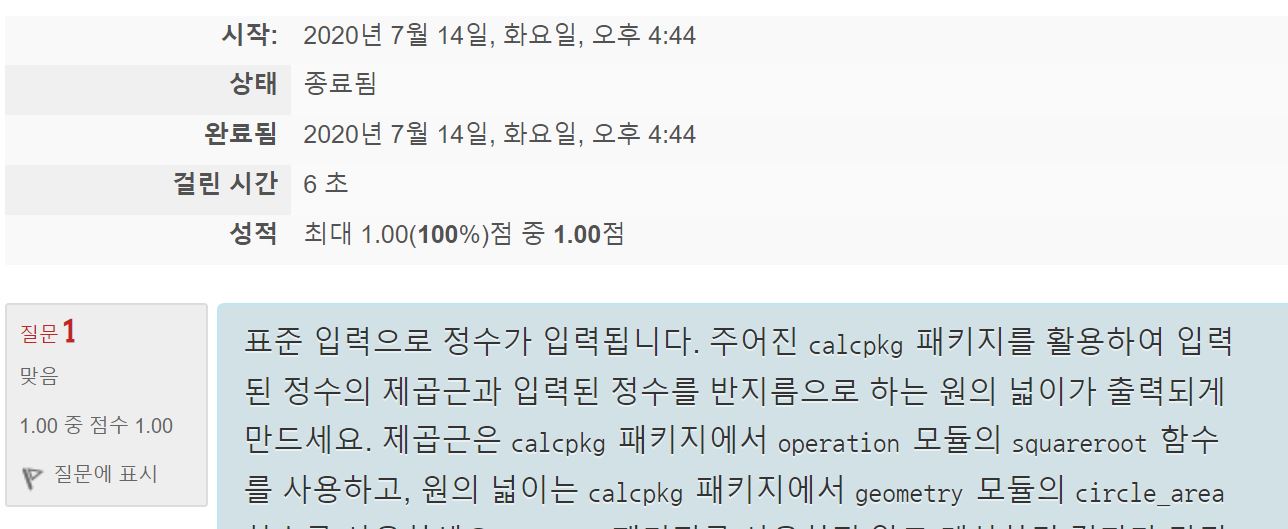 시작: 2020년 7월 14일, 화요일, 오후 4:44
상태 종료됨
완료됨 2020년 7월 14일, 화요일, 오후 4:44
걸린 시간 6 초
성적 최대 1.00(100%)점 중 1.00점
질문 1
맞음
1.00 중 점수 1.00
질문에 표시
표준 입력으로 정수가 입력됩니다. 주어진 calcpkg 패키지를 활용하여 입력
된 정수의 제곱근과 입력된 정수를 반지름으로 하는 원의 넓이가 출력되게
만드세요. 제곱근은 calcpkg 패키지에서 operation 모듈의 squareroot 함수
를 사용하고, 원의 넓이는 calcpkg 패키지에서 geometry 모듈의 circle_area